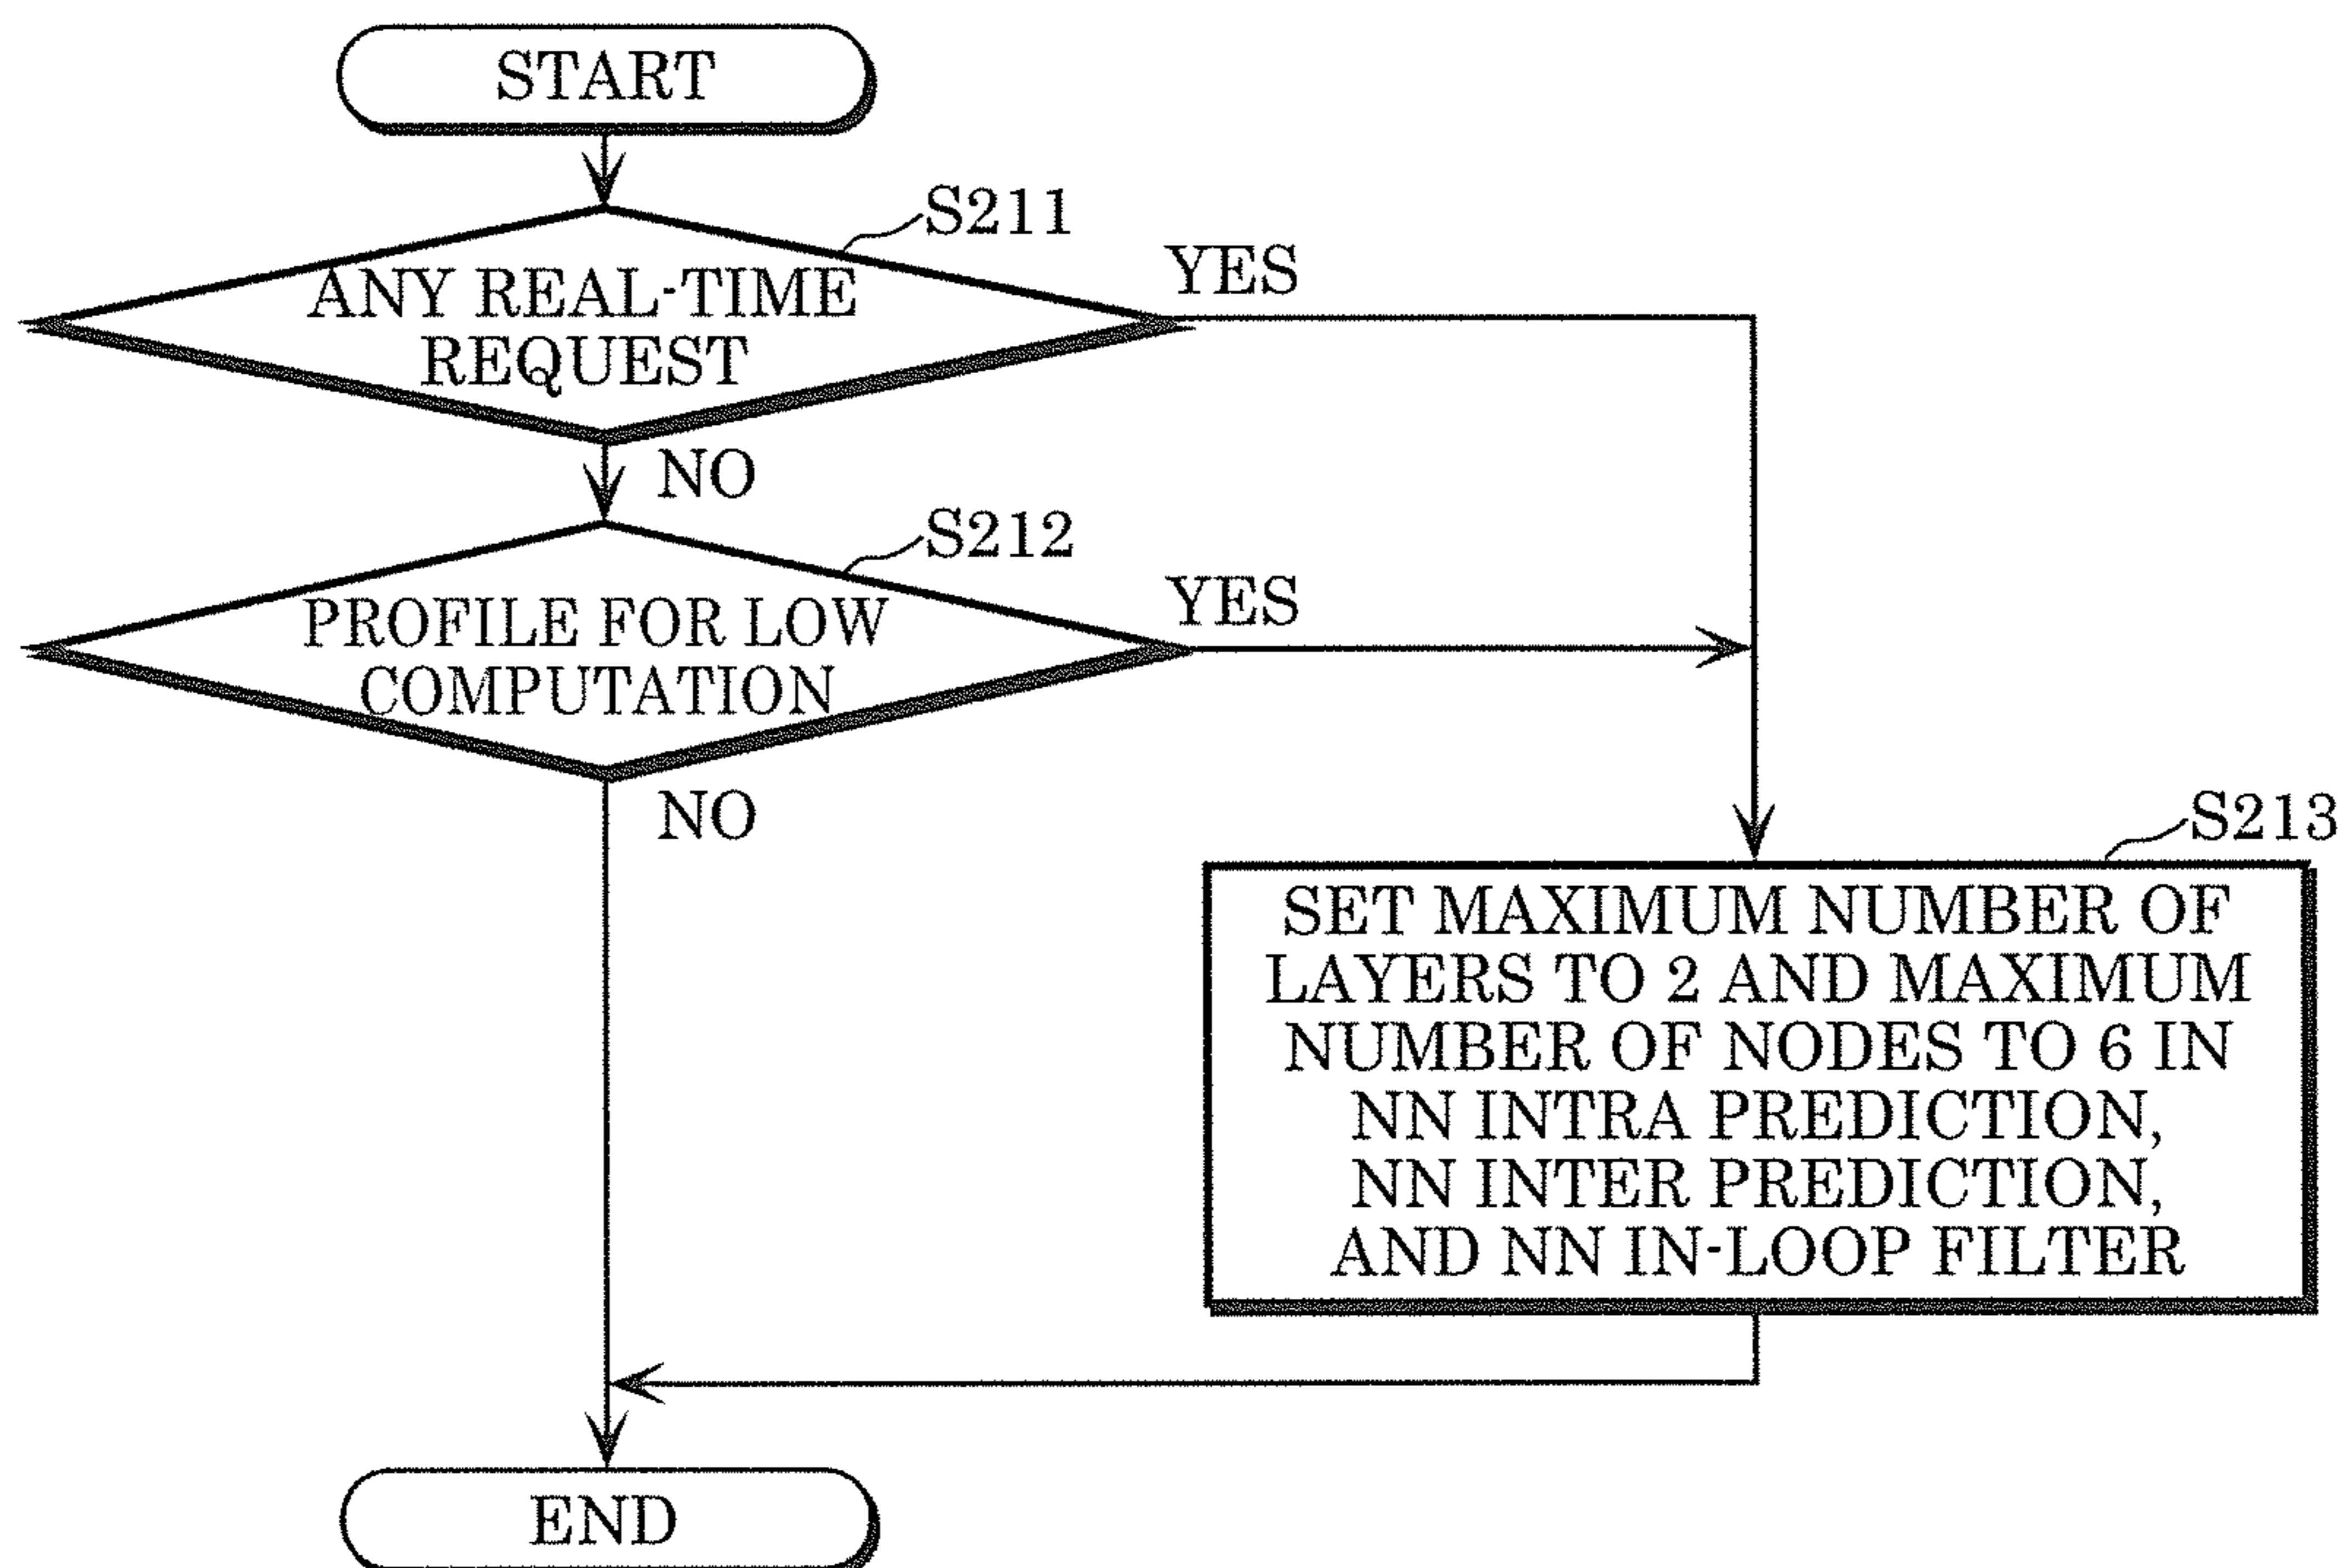 START
S211
ANY REAL-TIME
REQUEST
YES
NO
S212
PROFILE FOR LOW
COMPUTATION
YES
NO
S213
SET MAXIMUM NUMBER OF
LAYERS TO 2 AND MAXIMUM
NUMBER OF NODES TO 6 IN
NN INTRA PREDICTION,
NN INTER PREDICTION,
AND NN IN-LOOP FILTER
END